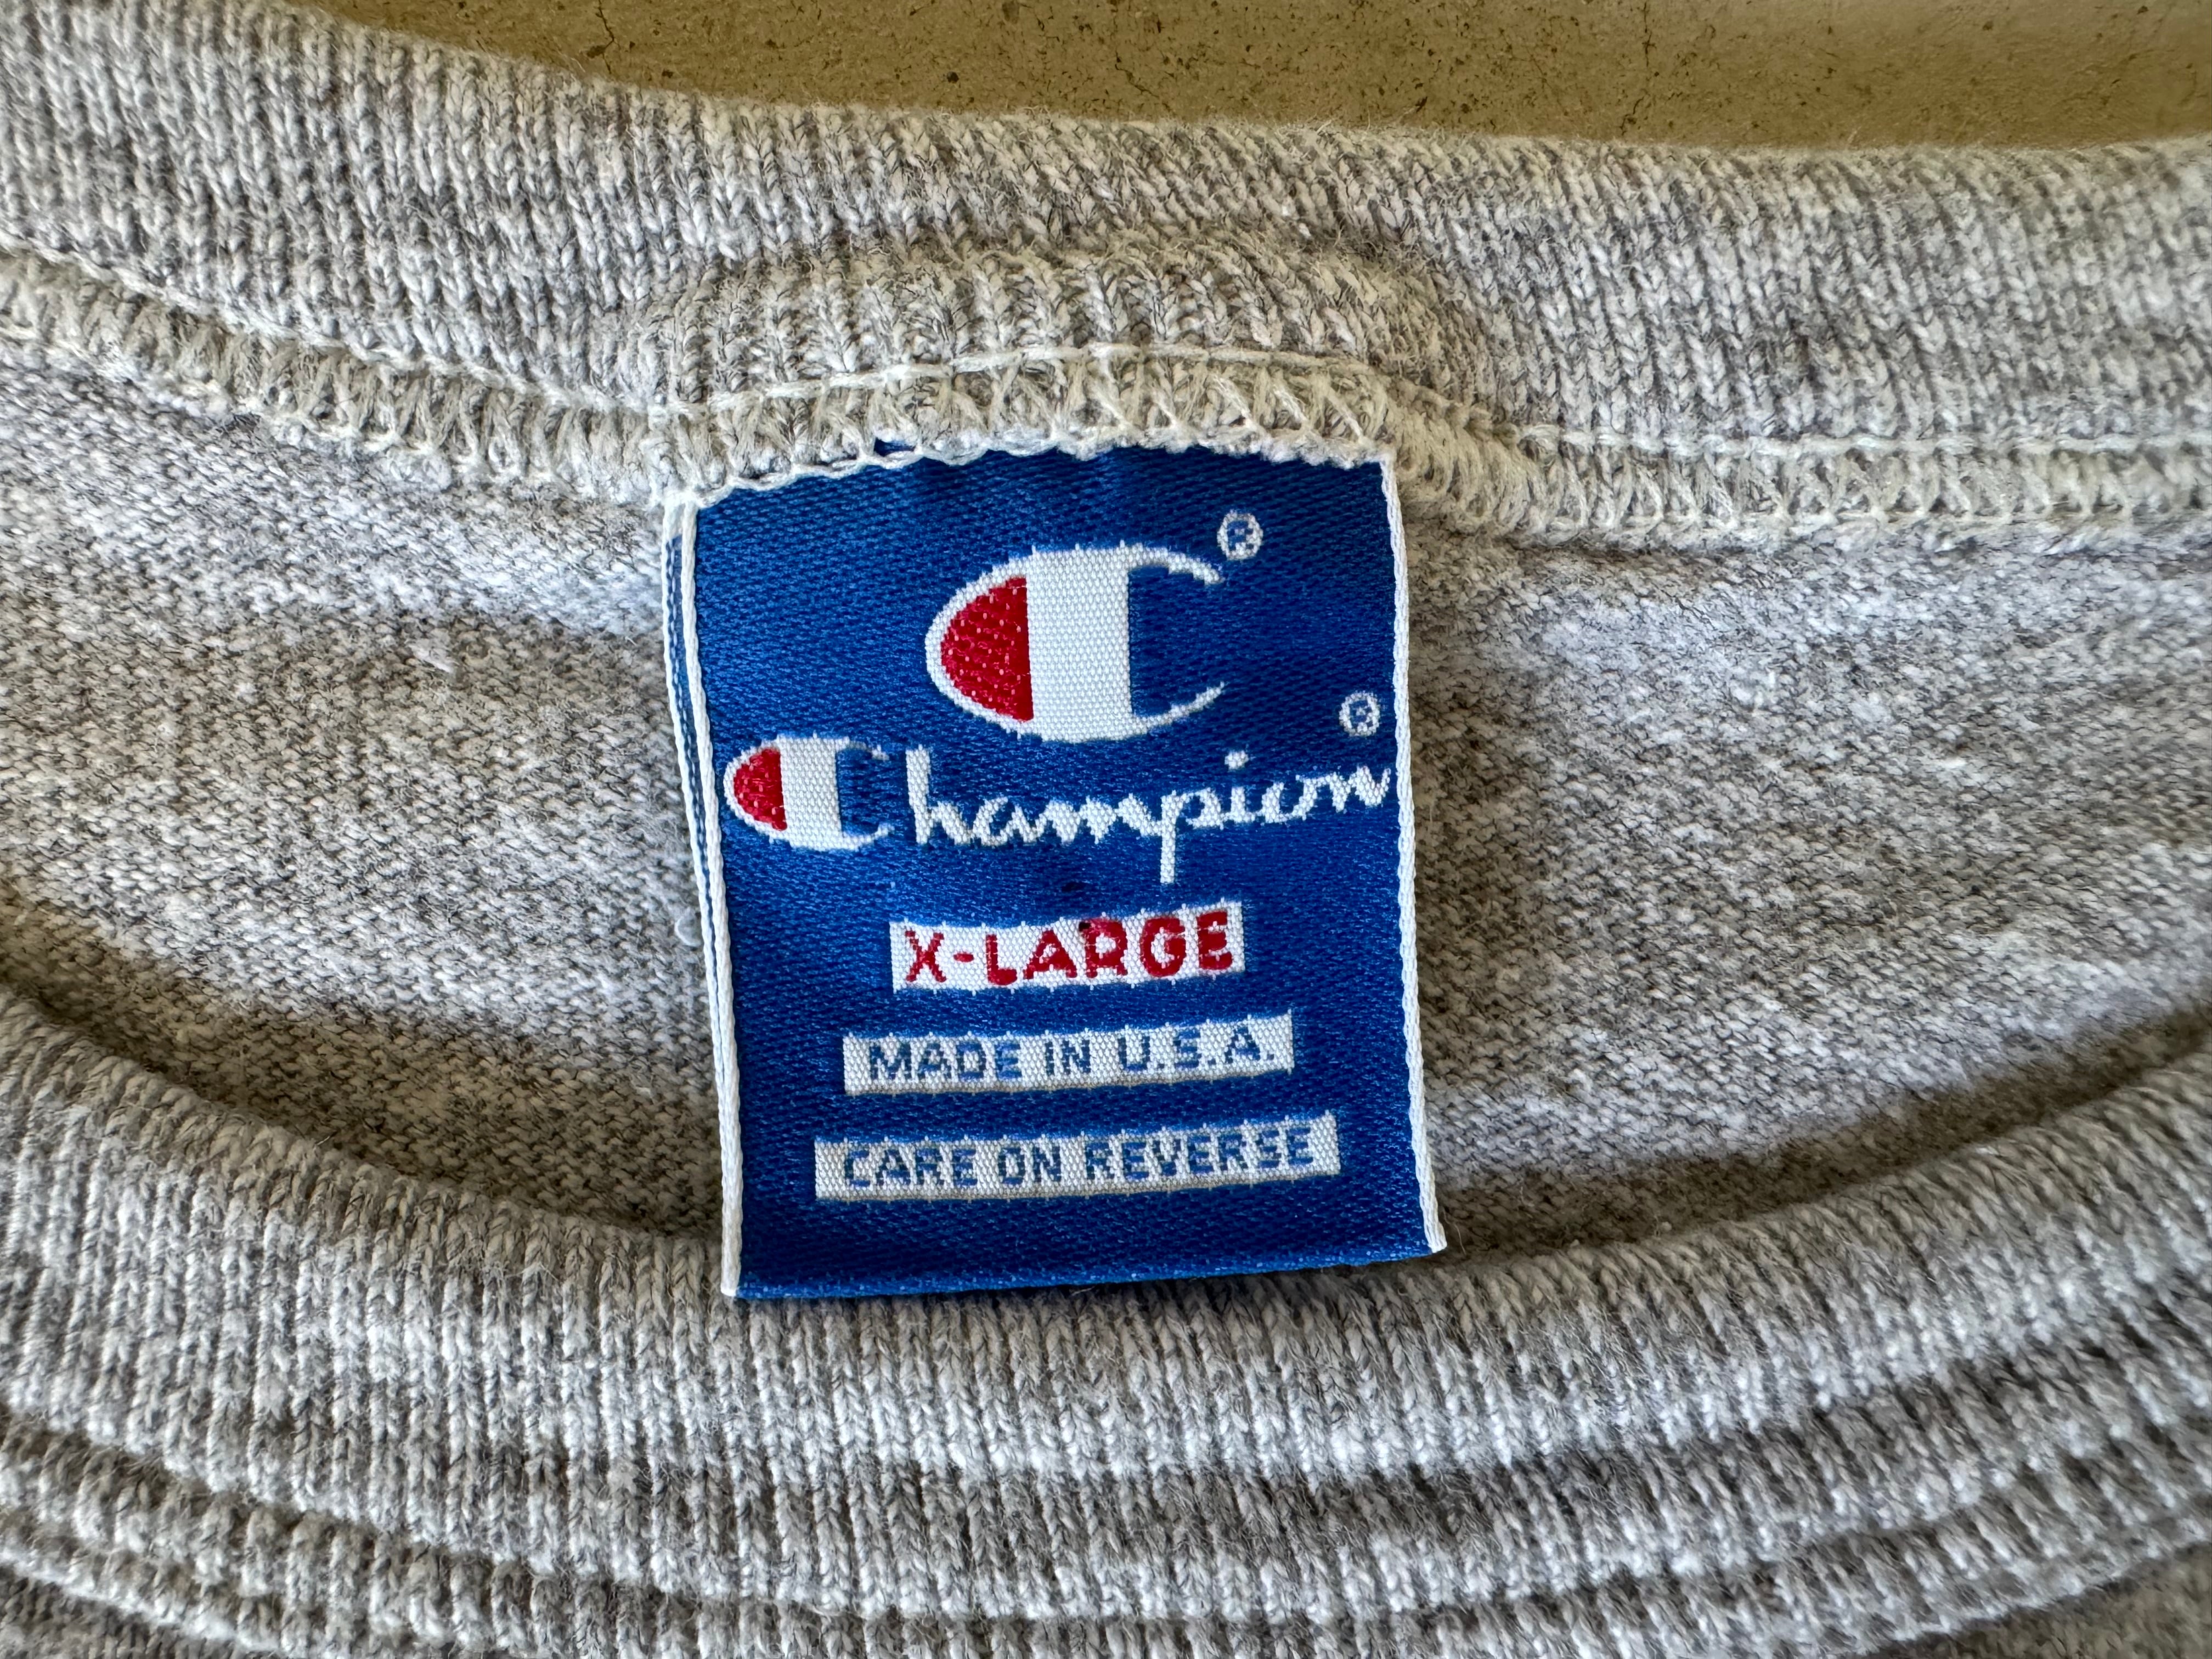 C®
Champion®
X-LARGE
MADE IN U.S.A.
CARE ON REVERSE